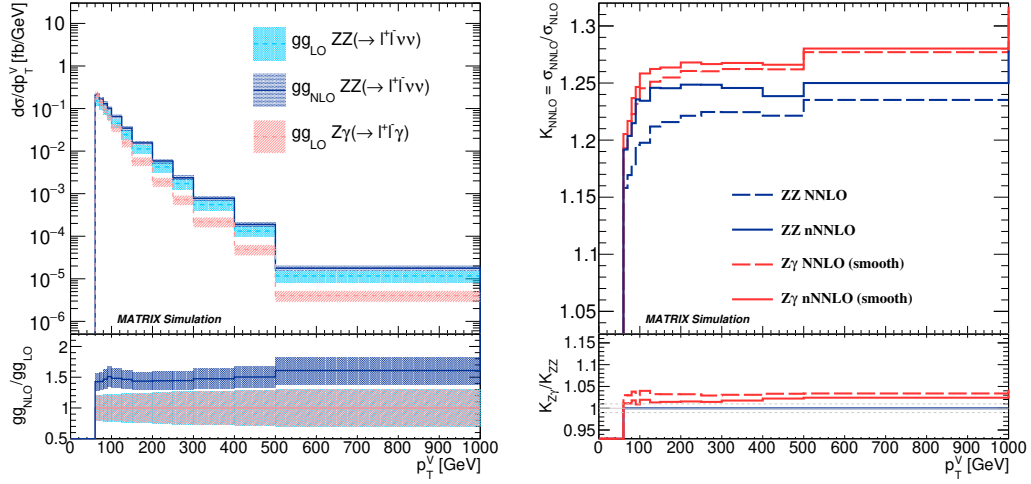 dσ/dp_T^V [fb/GeV]
10
1
10⁻¹
10⁻²
10⁻³
10⁻⁴
10⁻⁵
10⁻⁶
gg_LO ZZ(→ l⁺l⁻νν)
gg_NLO ZZ(→ l⁺l⁻νν)
gg_LO Zγ(→ l⁺l⁻γ)
MATRIX Simulation
gg_NLO/gg_LO
2
1.5
1
0.5
0 100 200 300 400 500 600 700 800 900 1000
p_T^V [GeV]
K_NNLO = σ_NNLO/σ_NLO
1.3
1.25
1.2
1.15
1.1
1.05
ZZ NNLO
ZZ nNNLO
Zγ NNLO (smooth)
Zγ nNNLO (smooth)
MATRIX Simulation
K_Zγ/K_ZZ
1.15
1.1
1.05
1
0.95
0 100 200 300 400 500 600 700 800 900 1000
p_T^V [GeV]